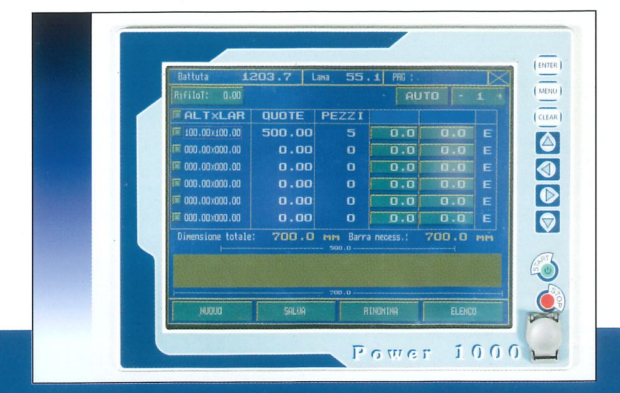 Battuta 1203.7 Lama 55.1 PRG :
RifiloT: 0.00 AUTO - 1 +
ALTxLAR QUOTE PEZZI
100.00x100.00 500.00 5 0.0 0.0 E
000.00x000.00 0.00 0 0.0 0.0 E
000.00x000.00 0.00 0 0.0 0.0 E
000.00x000.00 0.00 0 0.0 0.0 E
000.00x000.00 0.00 0 0.0 0.0 E
000.00x000.00 0.00 0 0.0 0.0 E
Dimensione totale: 700.0 mm Barra necess.: 700.0 mm
500.0
700.0
NUOVO SALVA RINOMINA ELENCO
ENTER
MENU
CLEAR
START
STOP
Power 1000